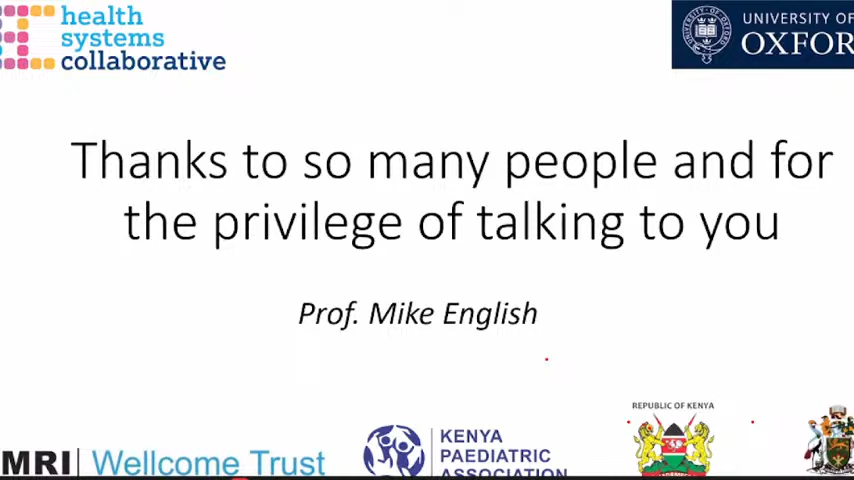 health
systems
collaborative
UNIVERSITY OF
OXFOR
Thanks to so many people and for
the privilege of talking to you
Prof. Mike English
REPUBLIC OF KENYA
MRI Wellcome Trust
KENYA
PAEDIATRIC
ASSOCIATION